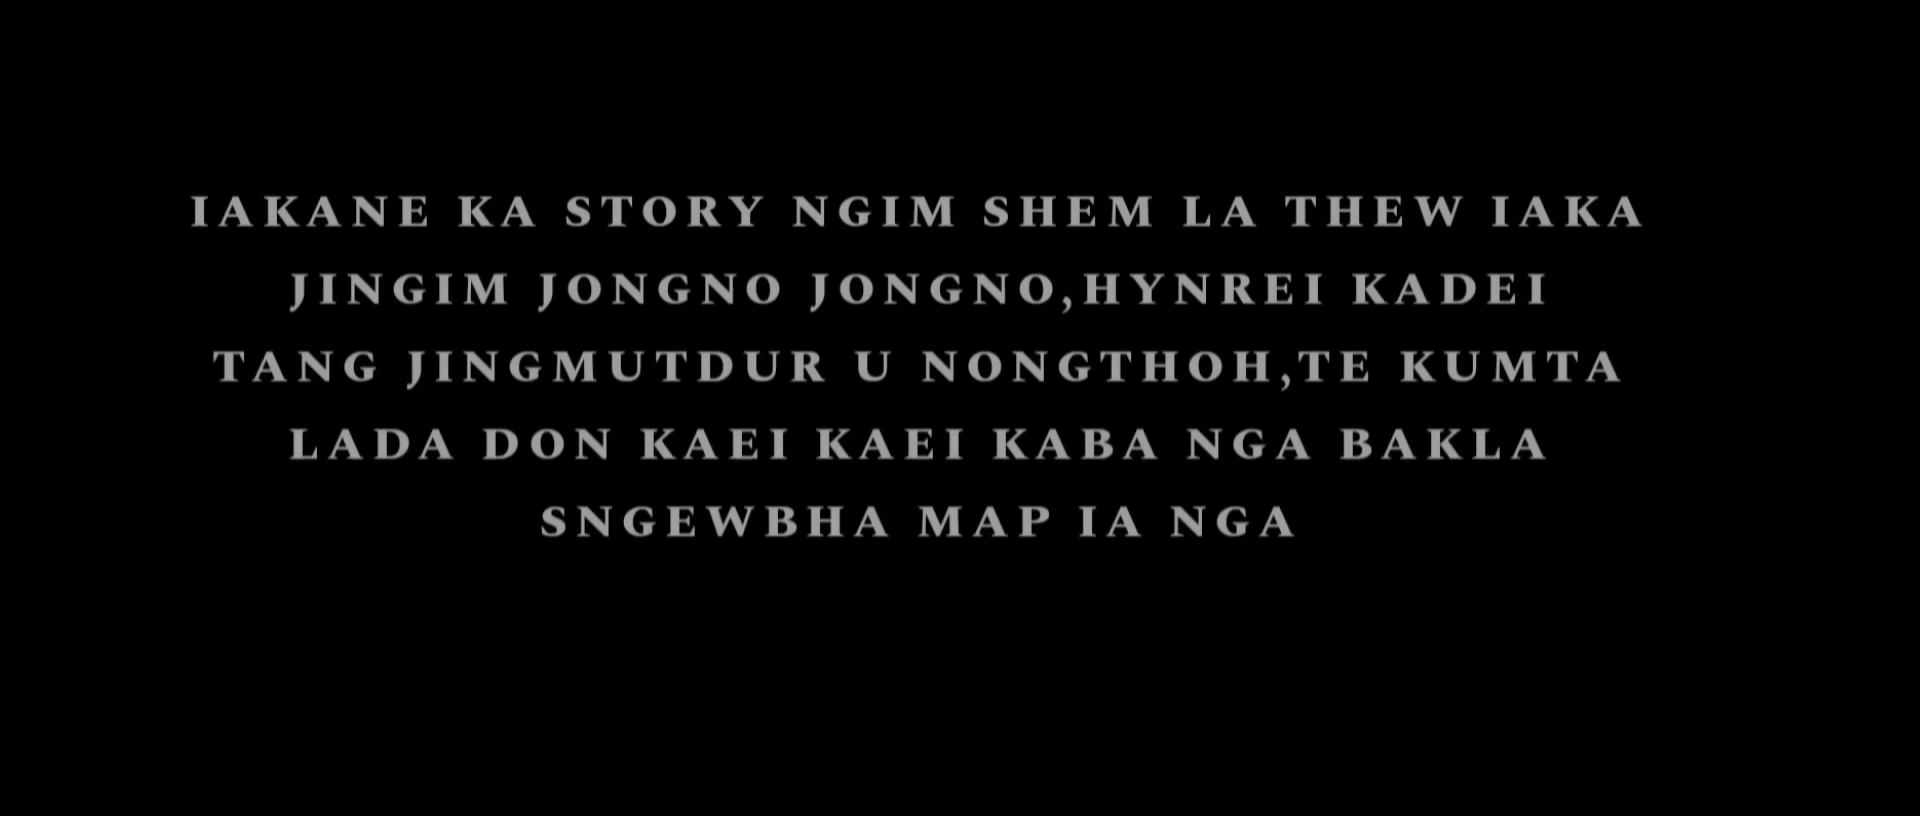 IAKANE KA STORY NGIM SHEM LA THEW IAKA
JINGIM JONGNO JONGNO,HYNREI KADEI
TANG JINGMUTDUR U NONGTHOH,TE KUMTA
LADA DON KAEI KAEI KABA NGA BAKLA
SNGEWBHA MAP IA NGA